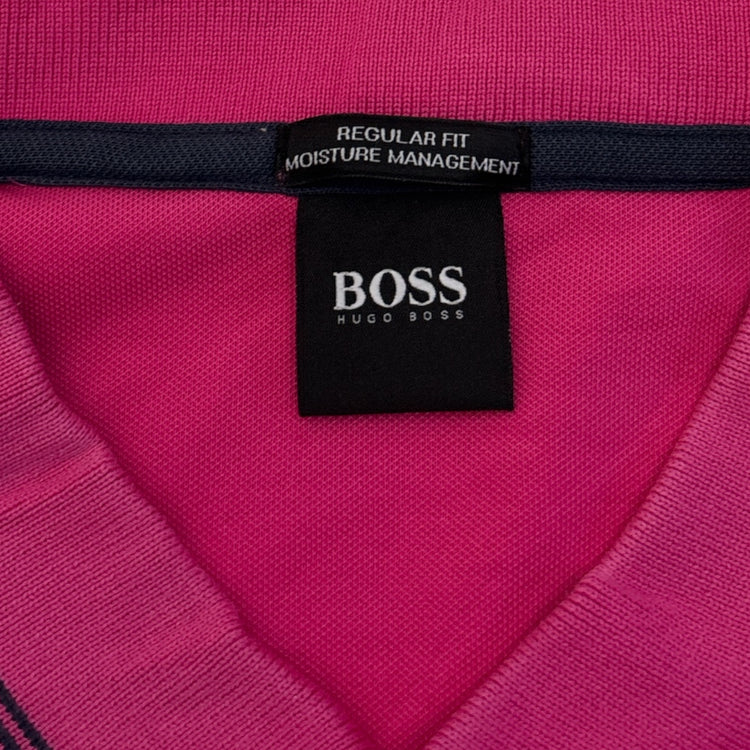 REGULAR FIT
MOISTURE MANAGEMENT
BOSS
HUGO BOSS